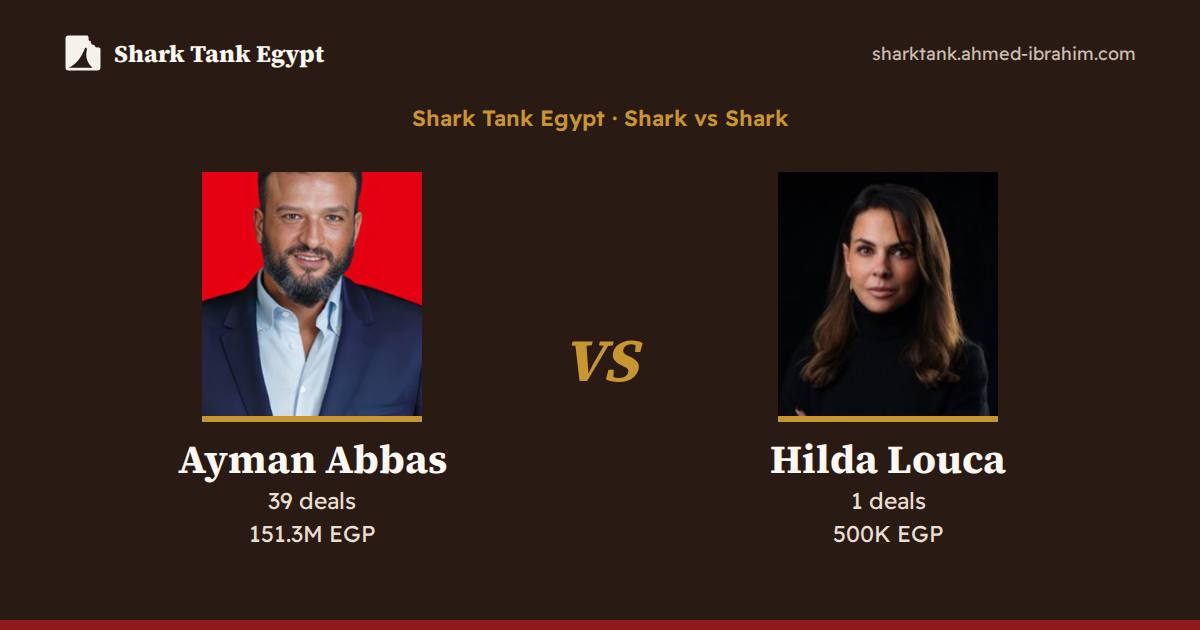 Shark Tank Egypt
sharktank.ahmed-ibrahim.com
Shark Tank Egypt · Shark vs Shark
VS
Ayman Abbas
39 deals
151.3M EGP
Hilda Louca
1 deals
500K EGP